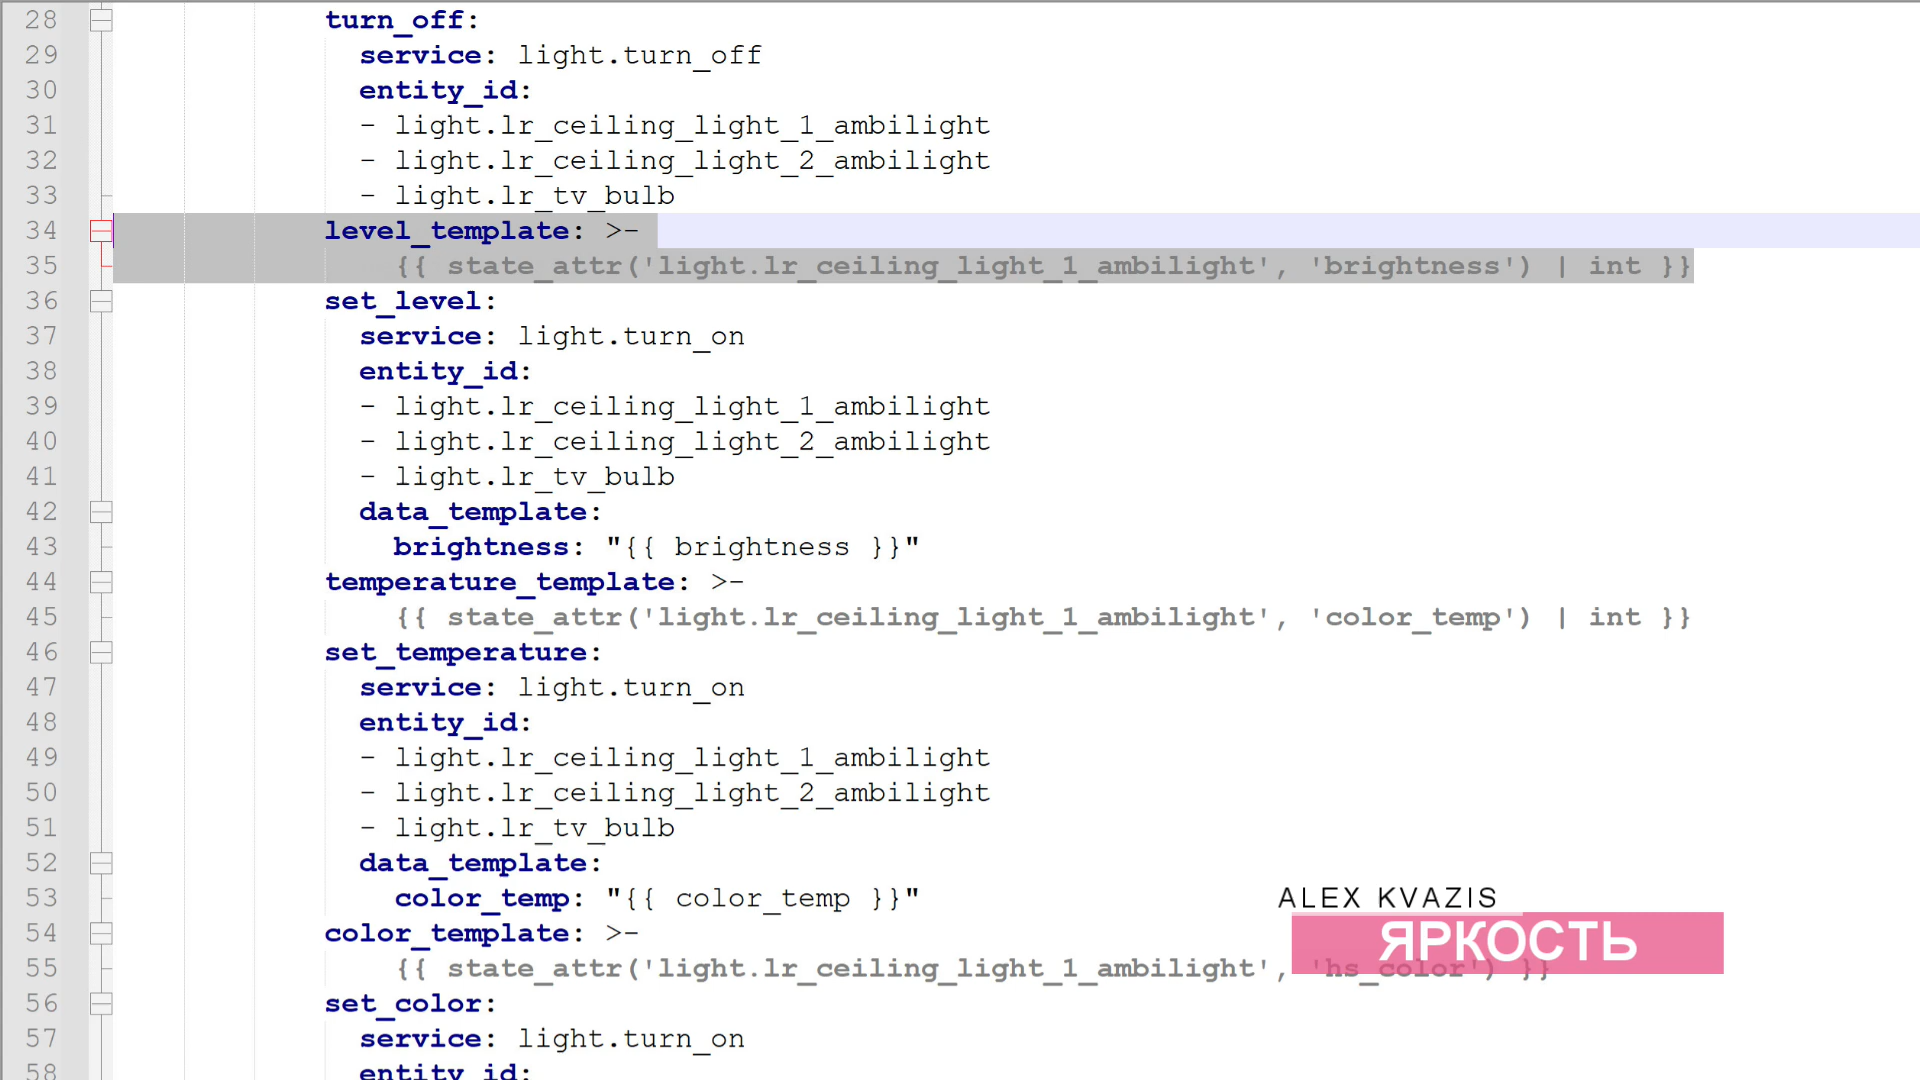 28 turn_off:
29 service: light.turn_off
30 entity_id:
31 - light.lr_ceiling_light_1_ambilight
32 - light.lr_ceiling_light_2_ambilight
33 - light.lr_tv_bulb
34 level_template: >-
35 {{ state_attr('light.lr_ceiling_light_1_ambilight', 'brightness') | int }}
36 set_level:
37 service: light.turn_on
38 entity_id:
39 - light.lr_ceiling_light_1_ambilight
40 - light.lr_ceiling_light_2_ambilight
41 - light.lr_tv_bulb
42 data_template:
43 brightness: "{{ brightness }}"
44 temperature_template: >-
45 {{ state_attr('light.lr_ceiling_light_1_ambilight', 'color_temp') | int }}
46 set_temperature:
47 service: light.turn_on
48 entity_id:
49 - light.lr_ceiling_light_1_ambilight
50 - light.lr_ceiling_light_2_ambilight
51 - light.lr_tv_bulb
52 data_template:
53 color_temp: "{{ color_temp }}"
54 color_template: >-
55 {{ state_attr('light.lr_ceiling_light_1_ambilight', 'hs_color') }}
56 set_color:
57 service: light.turn_on
58 entity_id:
ALEX KVAZIS
ЯРКОСТЬ